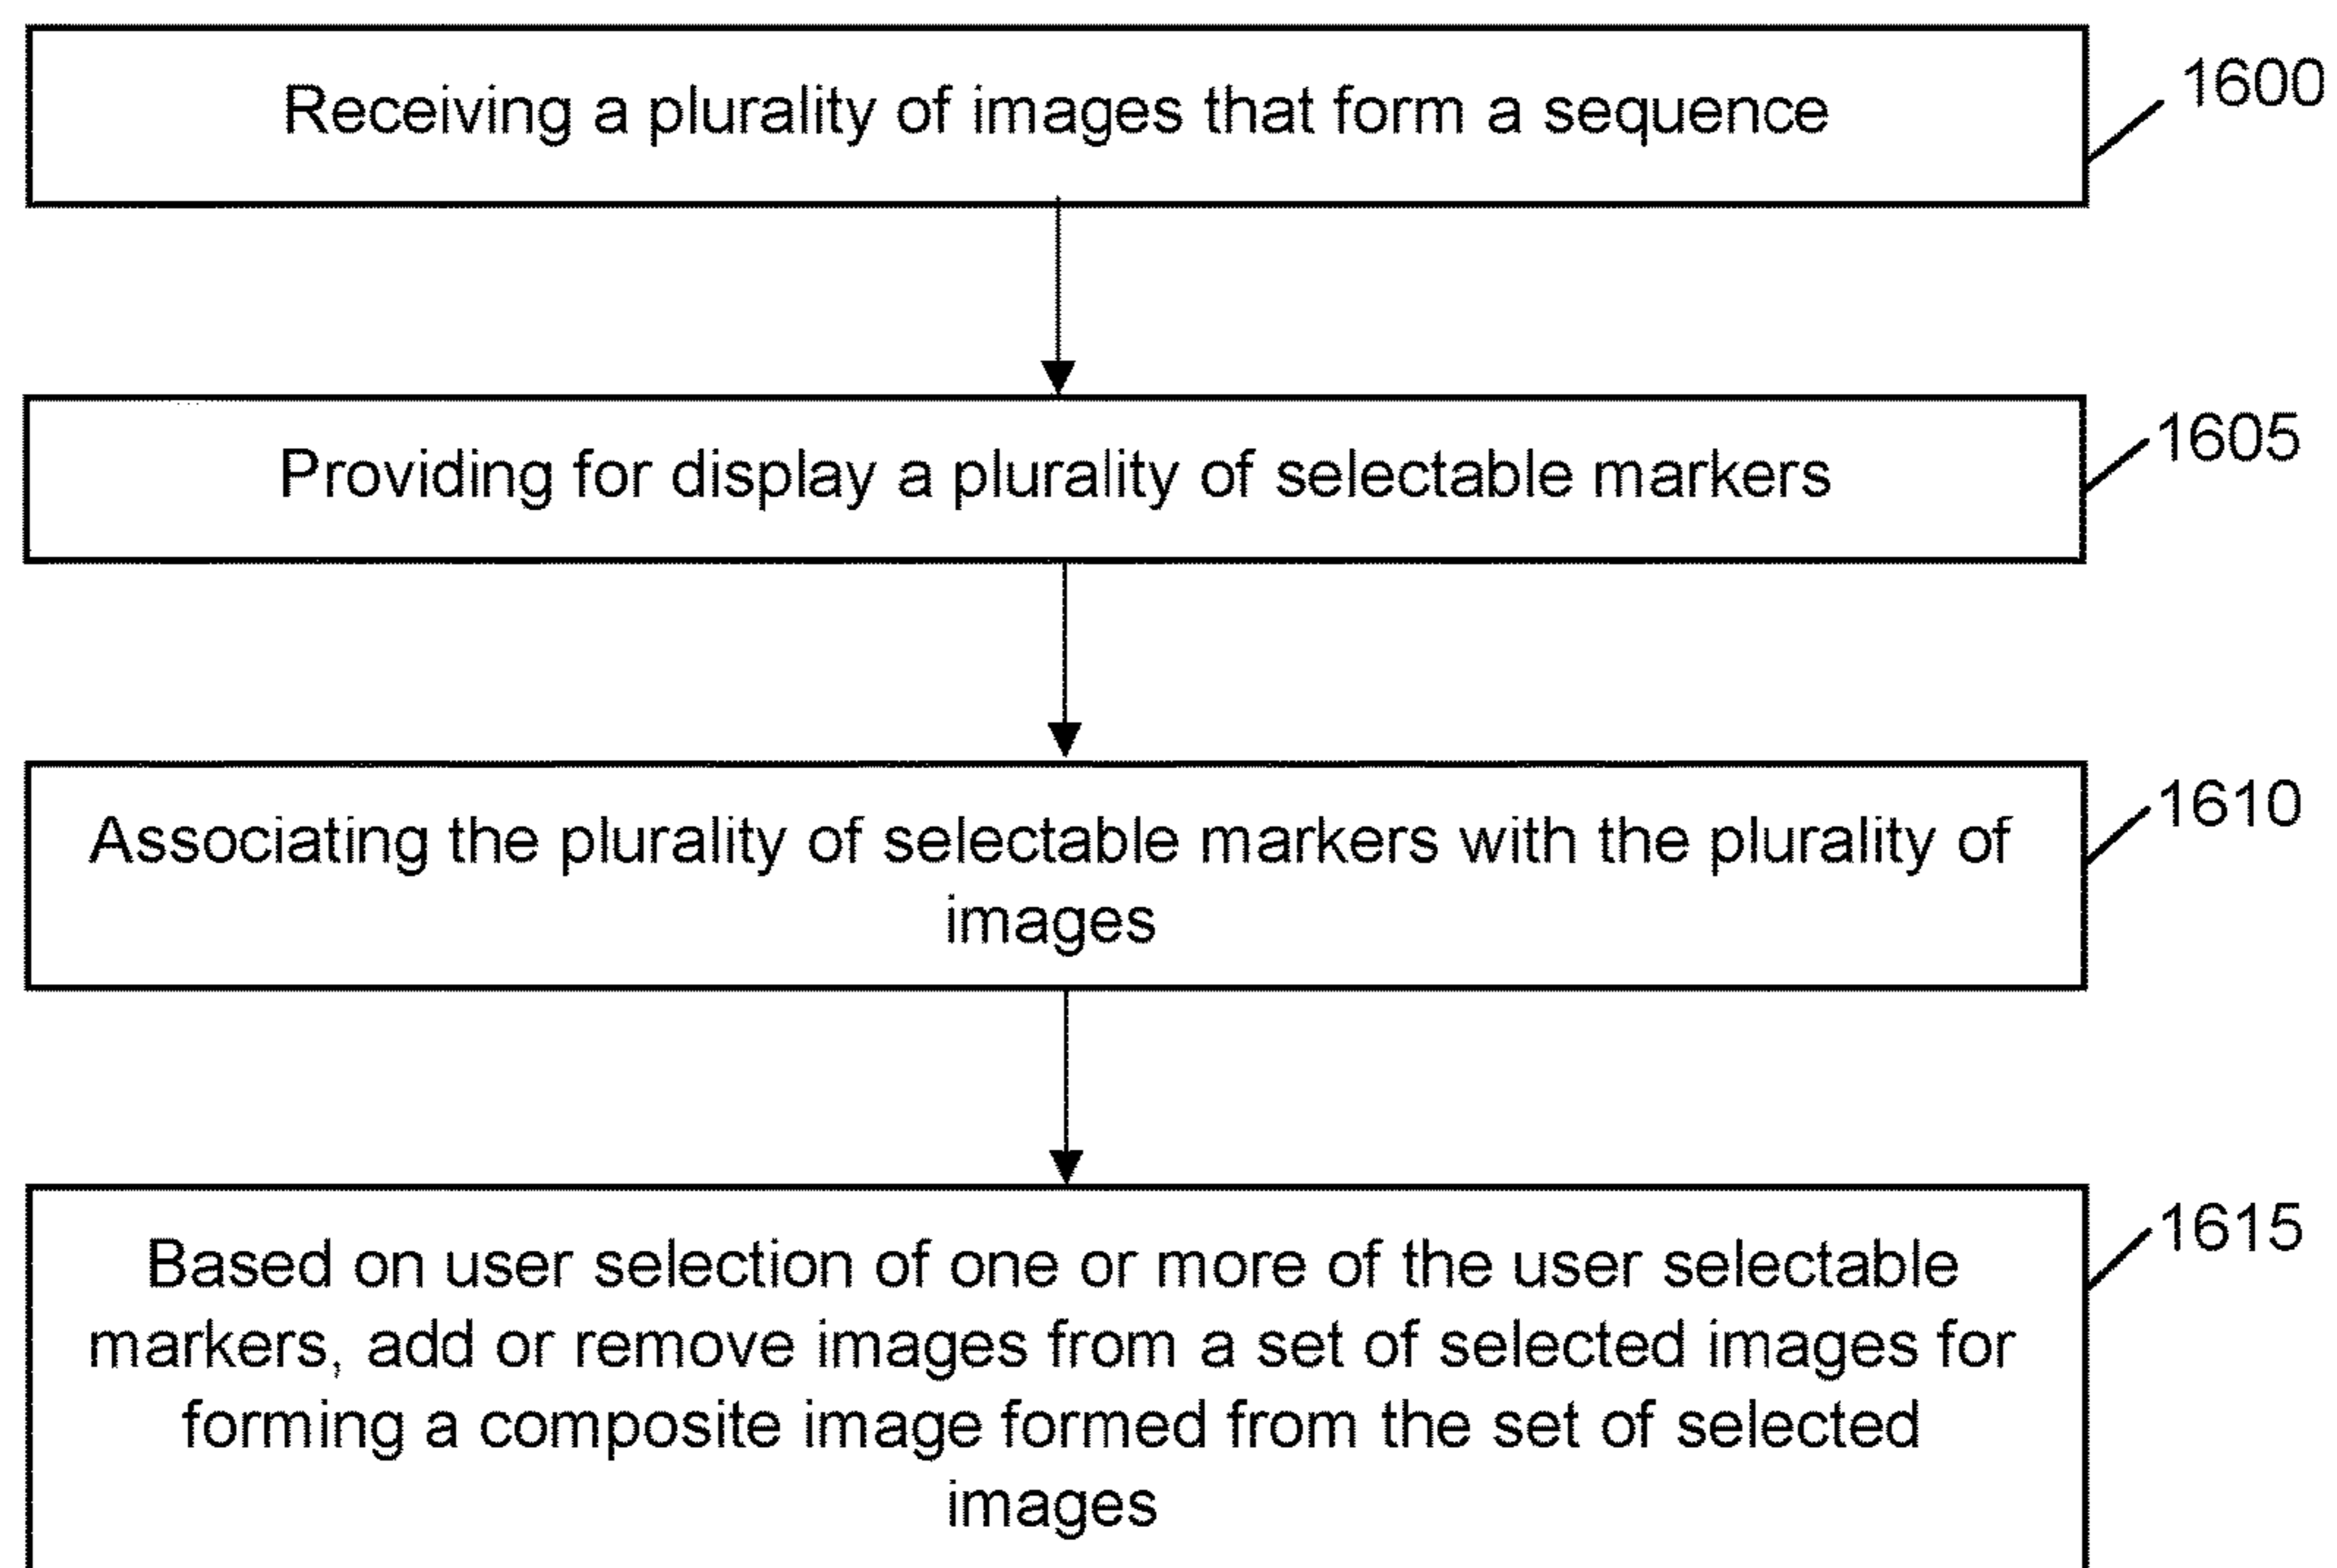 Receiving a plurality of images that form a sequence
1600
Providing for display a plurality of selectable markers
1605
Associating the plurality of selectable markers with the plurality of
images
1610
Based on user selection of one or more of the user selectable
markers, add or remove images from a set of selected images for
forming a composite image formed from the set of selected
images
1615